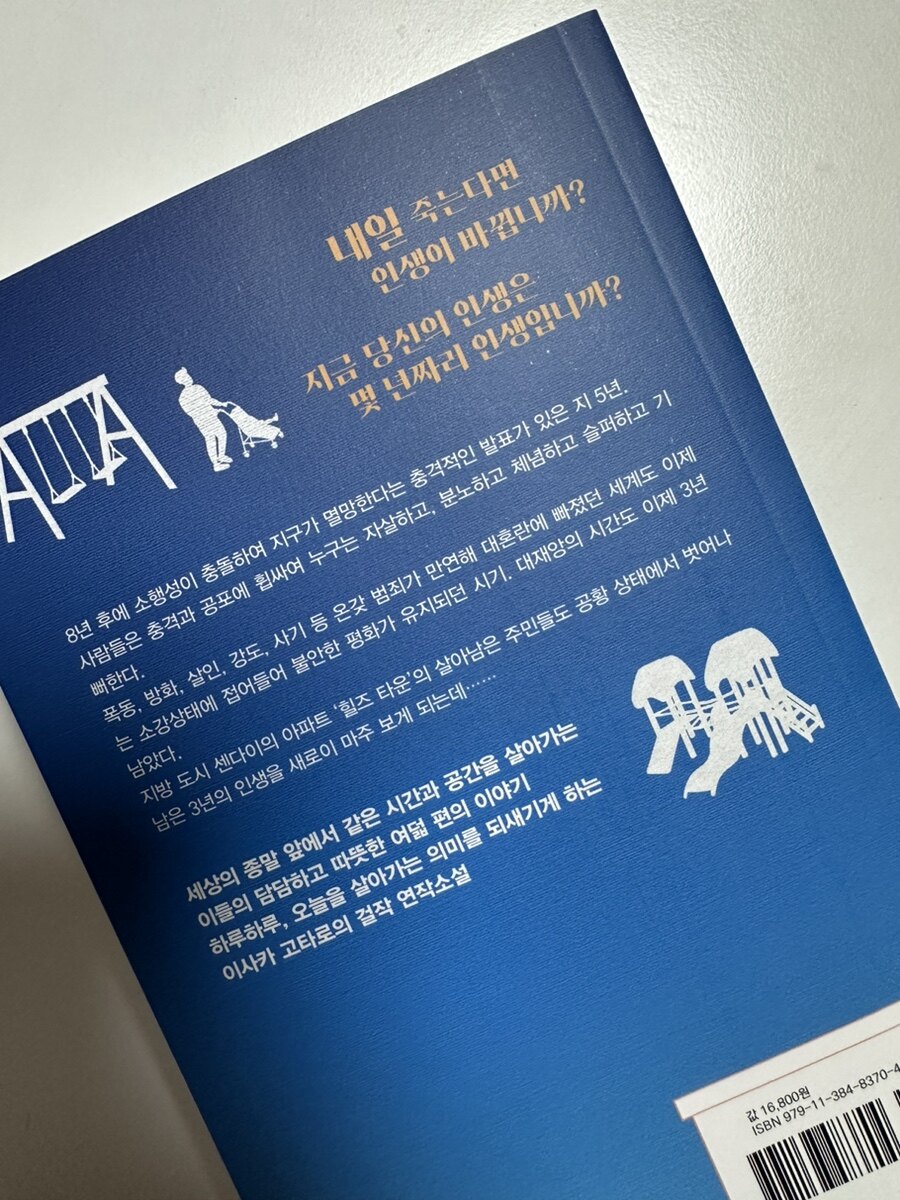 내일 죽는다면
인생이 바뀝니까?
지금 당신의 인생은
몇 년짜리 인생입니까?
8년 후에 소행성이 충돌하여 지구가 멸망한다는 충격적인 발표가 있은 지 5년.
사람들은 충격과 공포에 휩싸여 누구는 자살하고, 분노하고 체념하고 슬퍼하고 기
뻐한다.
폭동, 방화, 살인, 강도, 사기 등 온갖 범죄가 만연해 대혼란에 빠졌던 세계도 이제
는 소강상태에 접어들어 불안한 평화가 유지되던 시기. 대재앙의 시간도 이제 3년
남았다.
지방 도시 센다이의 아파트 ‘힐즈 타운’의 살아남은 주민들도 공황 상태에서 벗어나
남은 3년의 인생을 새로이 마주 보게 되는데……
세상의 종말 앞에서 같은 시간과 공간을 살아가는
이들의 담담하고 따뜻한 여덟 편의 이야기
하루하루, 오늘을 살아가는 의미를 되새기게 하는
이사카 고타로의 걸작 연작소설
값 16,800원
ISBN 979-11-384-8370-4